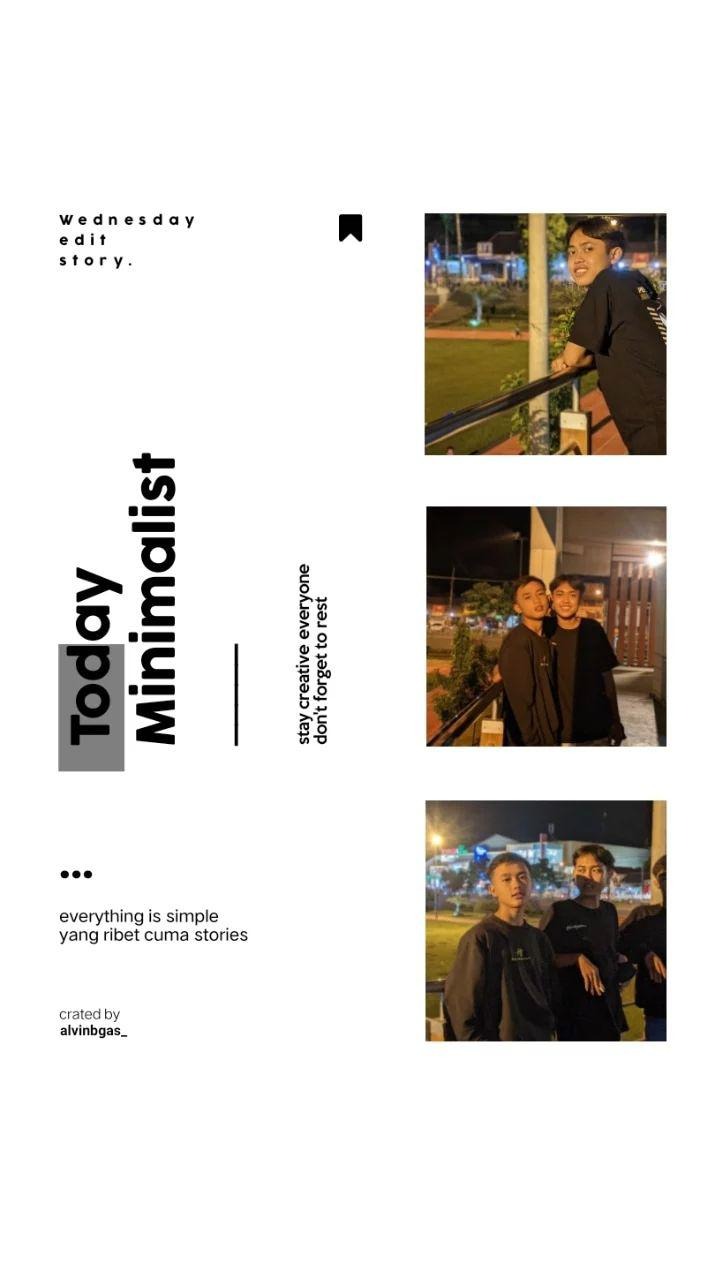 Wednesday
edit
story.
Today
Minimalist
stay creative everyone
don't forget to rest
everything is simple
yang ribet cuma stories
crated by
alvinbgas_